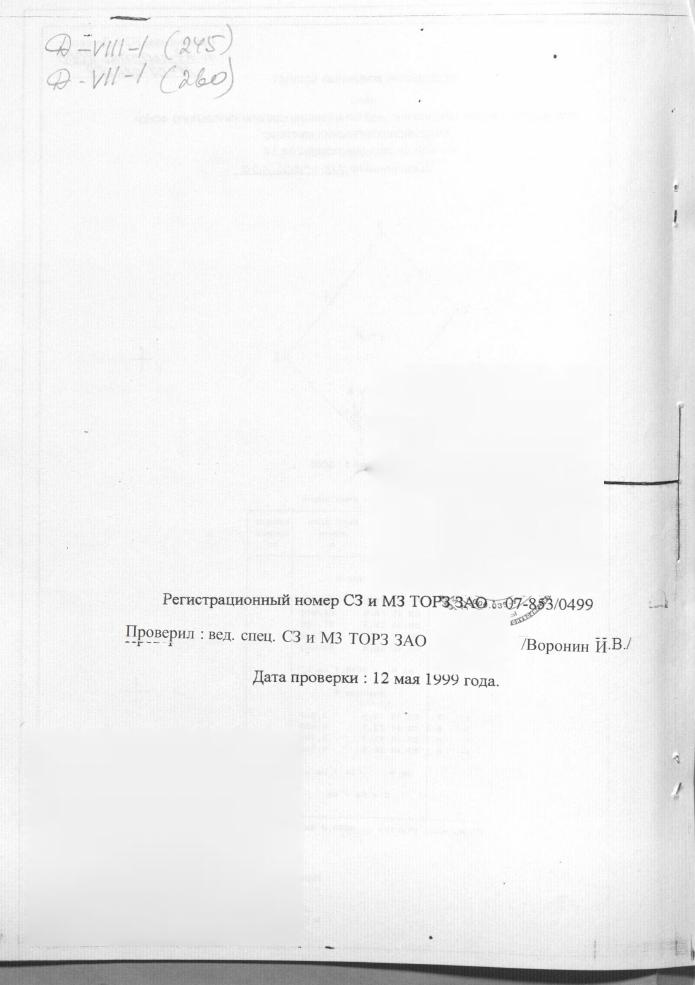 Д-VIII-1 (245)
Д-VII-1 (260)
Регистрационный номер СЗ и МЗ ТОРЗ ЗАО : 07-853/0499
Проверил : вед. спец. СЗ и МЗ ТОРЗ ЗАО /Воронин И.В./
Дата проверки : 12 мая 1999 года.